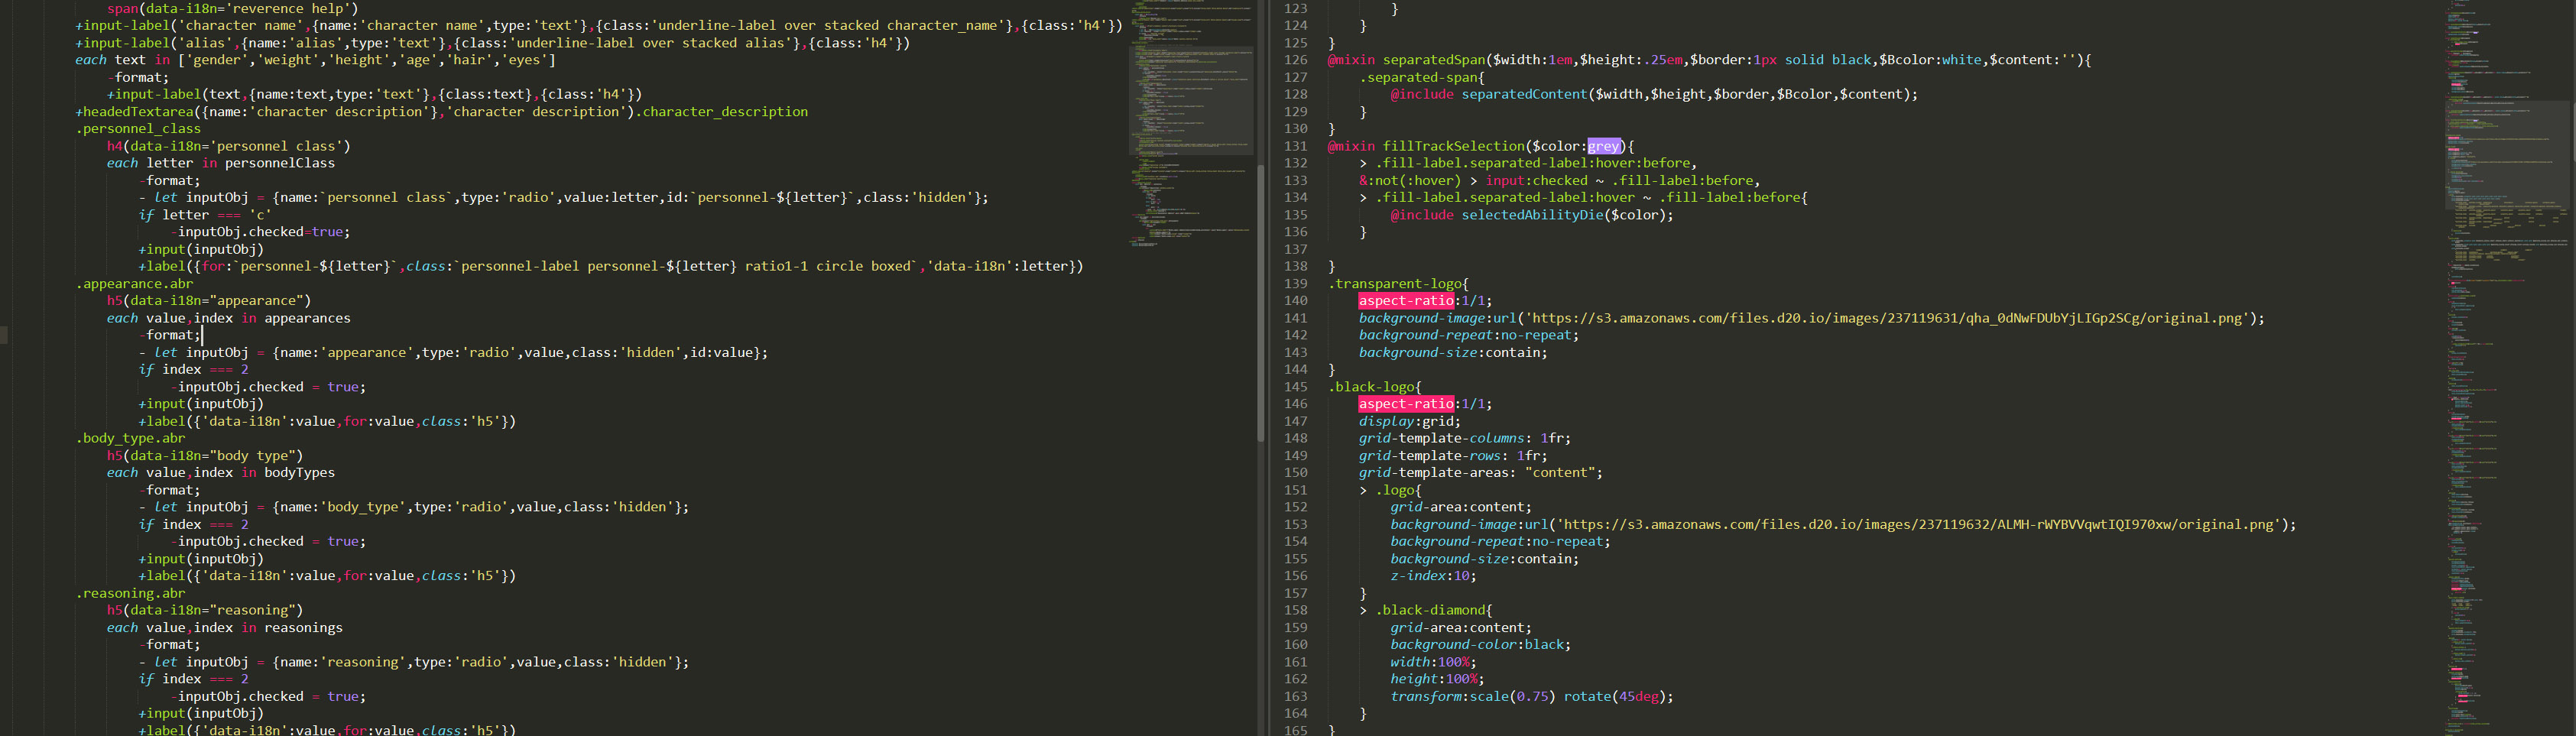 span(data-i18n='reverence help')
+input-label('character name',{name:'character name',type:'text'},{class:'underline-label over stacked character_name'},{class:'h4'})
+input-label('alias',{name:'alias',type:'text'},{class:'underline-label over stacked alias'},{class:'h4'})
each text in ['gender','weight','height','age','hair','eyes']
-format;
+input-label(text,{name:text,type:'text'},{class:text},{class:'h4'})
+headedTextarea({name:'character description'},'character description').character_description
.personnel_class
h4(data-i18n='personnel class')
each letter in personnelClass
-format;
- let inputObj = {name:`personnel class`,type:'radio',value:letter,id:`personnel-${letter}`,class:'hidden'};
if letter === 'c'
-inputObj.checked=true;
+input(inputObj)
+label({for:`personnel-${letter}`,class:`personnel-label personnel-${letter} ratio1-1 circle boxed`,'data-i18n':letter})
.appearance.abr
h5(data-i18n="appearance")
each value,index in appearances
-format;
- let inputObj = {name:'appearance',type:'radio',value,class:'hidden',id:value};
if index === 2
-inputObj.checked = true;
+input(inputObj)
+label({'data-i18n':value,for:value,class:'h5'})
.body_type.abr
h5(data-i18n="body type")
each value,index in bodyTypes
-format;
- let inputObj = {name:'body_type',type:'radio',value,class:'hidden'};
if index === 2
-inputObj.checked = true;
+input(inputObj)
+label({'data-i18n':value,for:value,class:'h5'})
.reasoning.abr
h5(data-i18n="reasoning")
each value,index in reasonings
-format;
- let inputObj = {name:'reasoning',type:'radio',value,class:'hidden'};
if index === 2
-inputObj.checked = true;
+input(inputObj)
+label({'data-i18n':value,for:value,class:'h5'})
123 }
124 }
125 }
126 @mixin separatedSpan($width:1em,$height:.25em,$border:1px solid black,$Bcolor:white,$content:''){
127 .separated-span{
128 @include separatedContent($width,$height,$border,$Bcolor,$content);
129 }
130 }
131 @mixin fillTrackSelection($color:grey){
132 > .fill-label.separated-label:hover:before,
133 &:not(:hover) > input:checked ~ .fill-label:before,
134 > .fill-label.separated-label:hover ~ .fill-label:before{
135 @include selectedAbilityDie($color);
136 }
137
138 }
139 .transparent-logo{
140 aspect-ratio:1/1;
141 background-image:url('https://s3.amazonaws.com/files.d20.io/images/237119631/qha_0dNwFDUbYjLIGp2SCg/original.png');
142 background-repeat:no-repeat;
143 background-size:contain;
144 }
145 .black-logo{
146 aspect-ratio:1/1;
147 display:grid;
148 grid-template-columns: 1fr;
149 grid-template-rows: 1fr;
150 grid-template-areas: "content";
151 > .logo{
152 grid-area:content;
153 background-image:url('https://s3.amazonaws.com/files.d20.io/images/237119632/ALMH-rWYBVVqwtIQI970xw/original.png');
154 background-repeat:no-repeat;
155 background-size:contain;
156 z-index:10;
157 }
158 > .black-diamond{
159 grid-area:content;
160 background-color:black;
161 width:100%;
162 height:100%;
163 transform:scale(0.75) rotate(45deg);
164 }
165 }